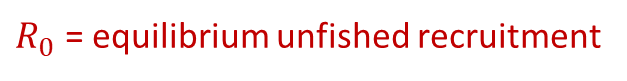 R₀ = equilibrium unfished recruitment